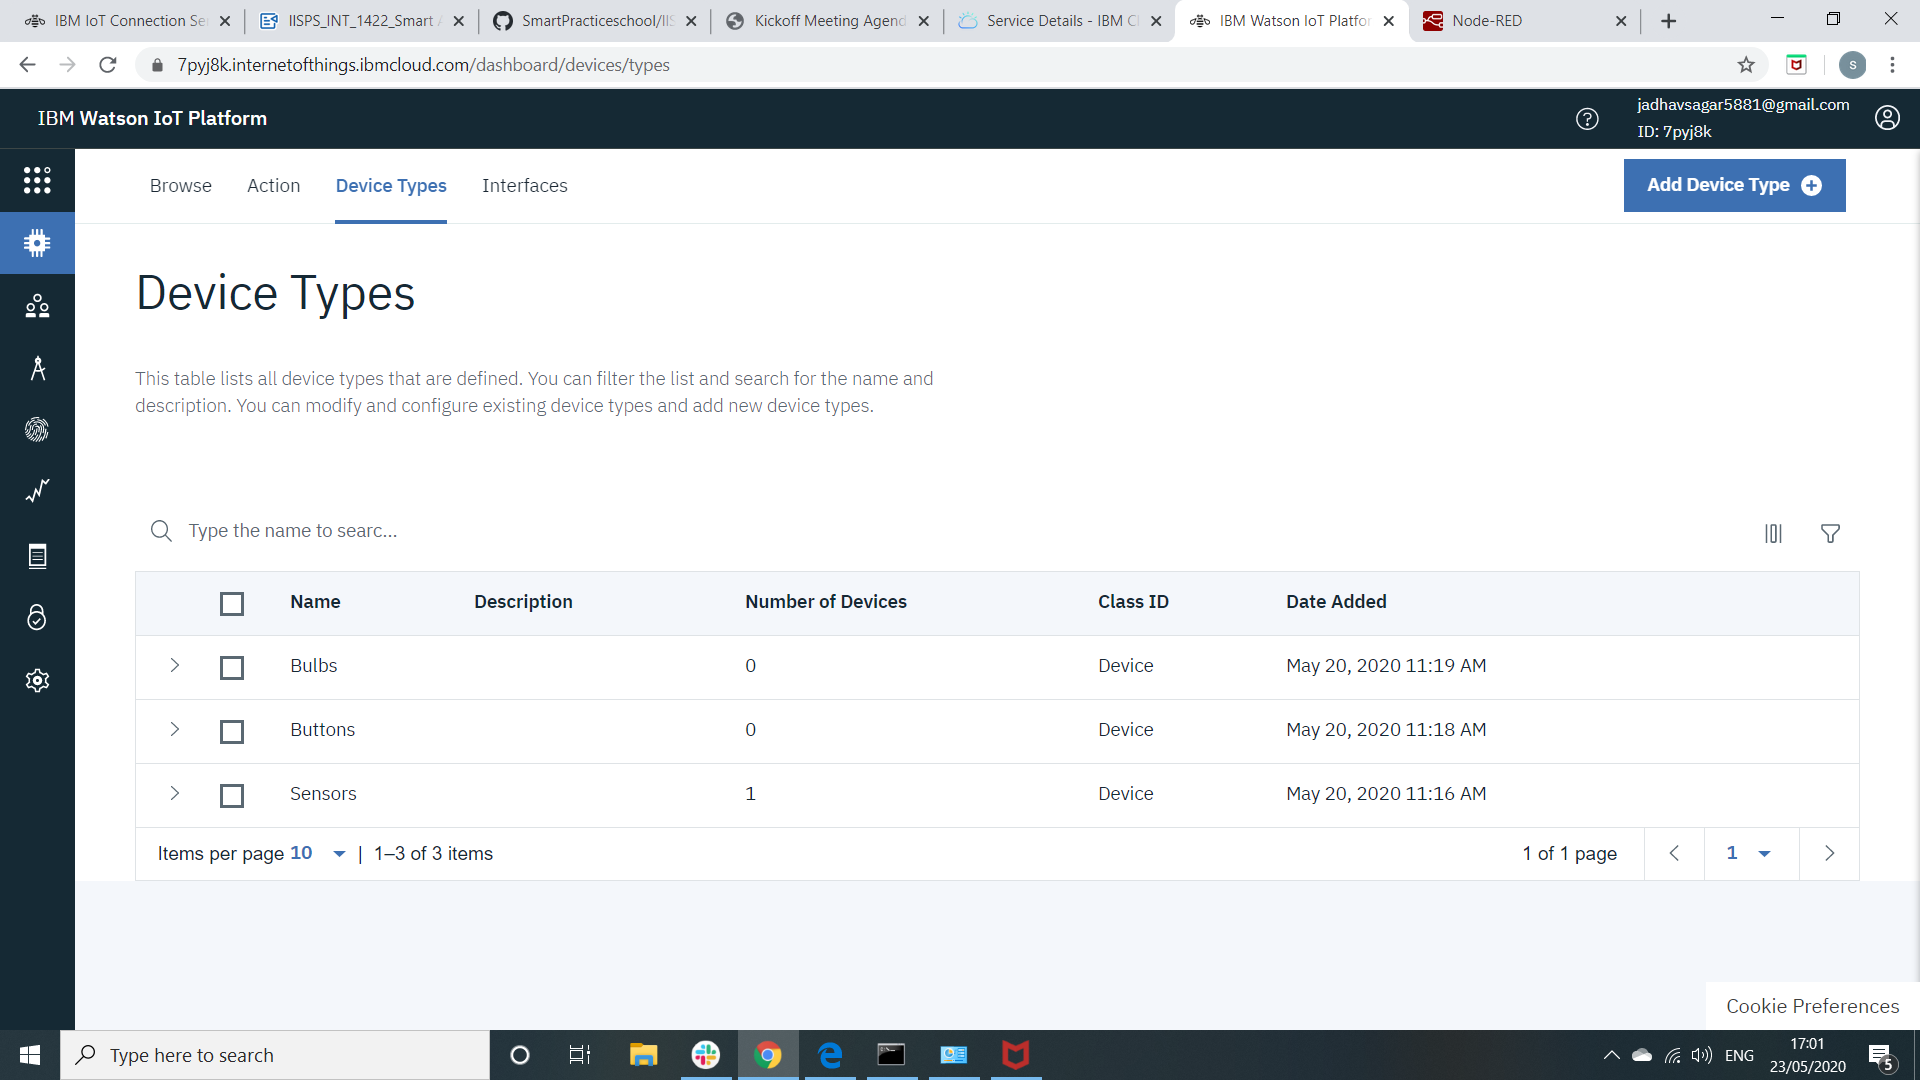 IBM IoT Connection Se
IISPS_INT_1422_Smart A
SmartPracticeschool/IIS
Kickoff Meeting Agend
Service Details - IBM Cl
IBM Watson IoT Platfor
Node-RED
7pyj8k.internetofthings.ibmcloud.com/dashboard/devices/types
S
IBM Watson IoT Platform
jadhavsagar5881@gmail.com
ID: 7pyj8k
Browse
Action
Device Types
Interfaces
Add Device Type
Device Types
This table lists all device types that are defined. You can filter the list and search for the name and
description. You can modify and configure existing device types and add new device types.
Type the name to searc...
Name Description Number of Devices Class ID Date Added
Bulbs 0 Device May 20, 2020 11:19 AM
Buttons 0 Device May 20, 2020 11:18 AM
Sensors 1 Device May 20, 2020 11:16 AM
Items per page 10 | 1–3 of 3 items
1 of 1 page
1
Cookie Preferences
Type here to search
ENG
17:01
23/05/2020
5